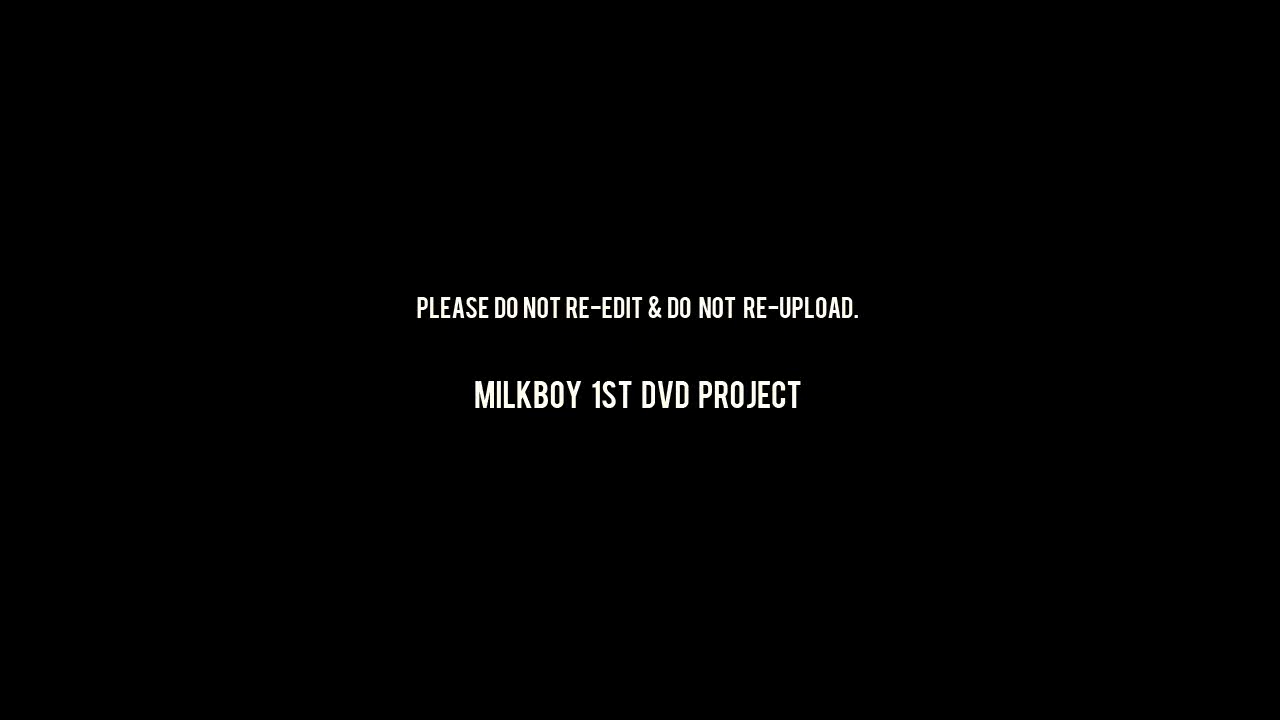 PLEASE DO NOT RE-EDIT & DO NOT RE-UPLOAD.
MILKBOY 1ST DVD PROJECT